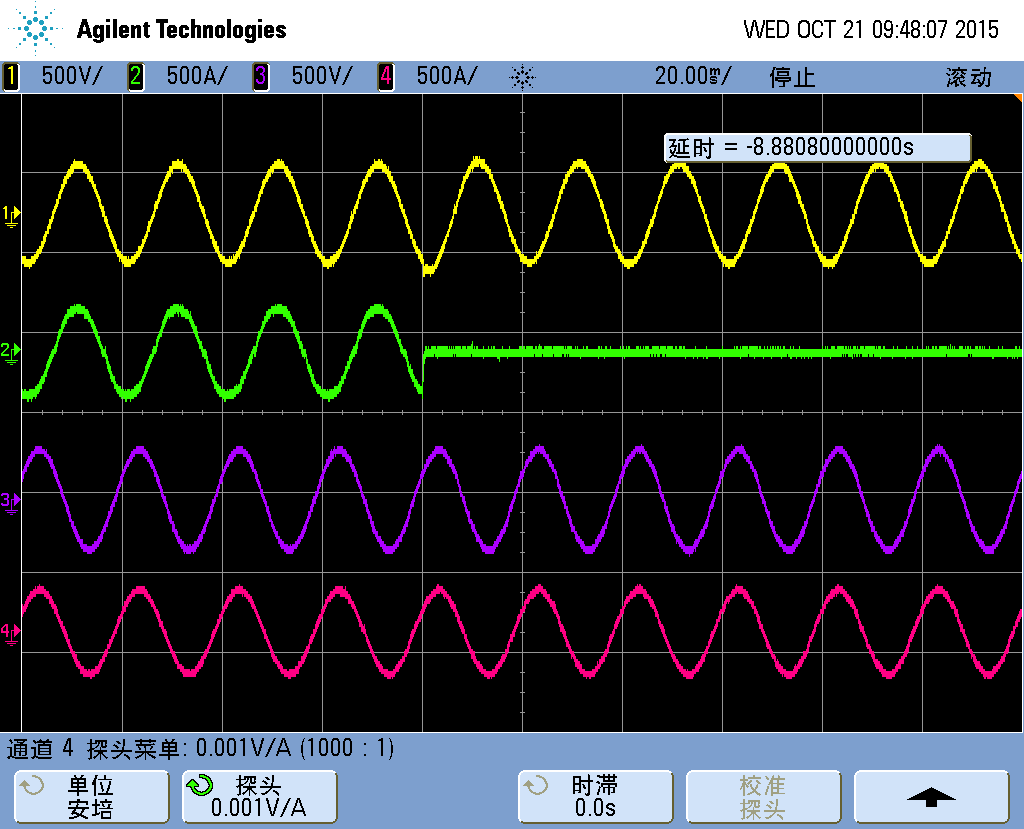 Agilent Technologies
WED OCT 21 09:48:07 2015
1 500V/ 2 500A/ 3 500V/ 4 500A/ 20.00㎧/ 停止 滚动
延时 = -8.88080000000s
1
2
3
4
通道 4 探头菜单: 0.001V/A (1000 : 1)
单位
安培
探头
0.001V/A
时滞
0.0s
校准
探头